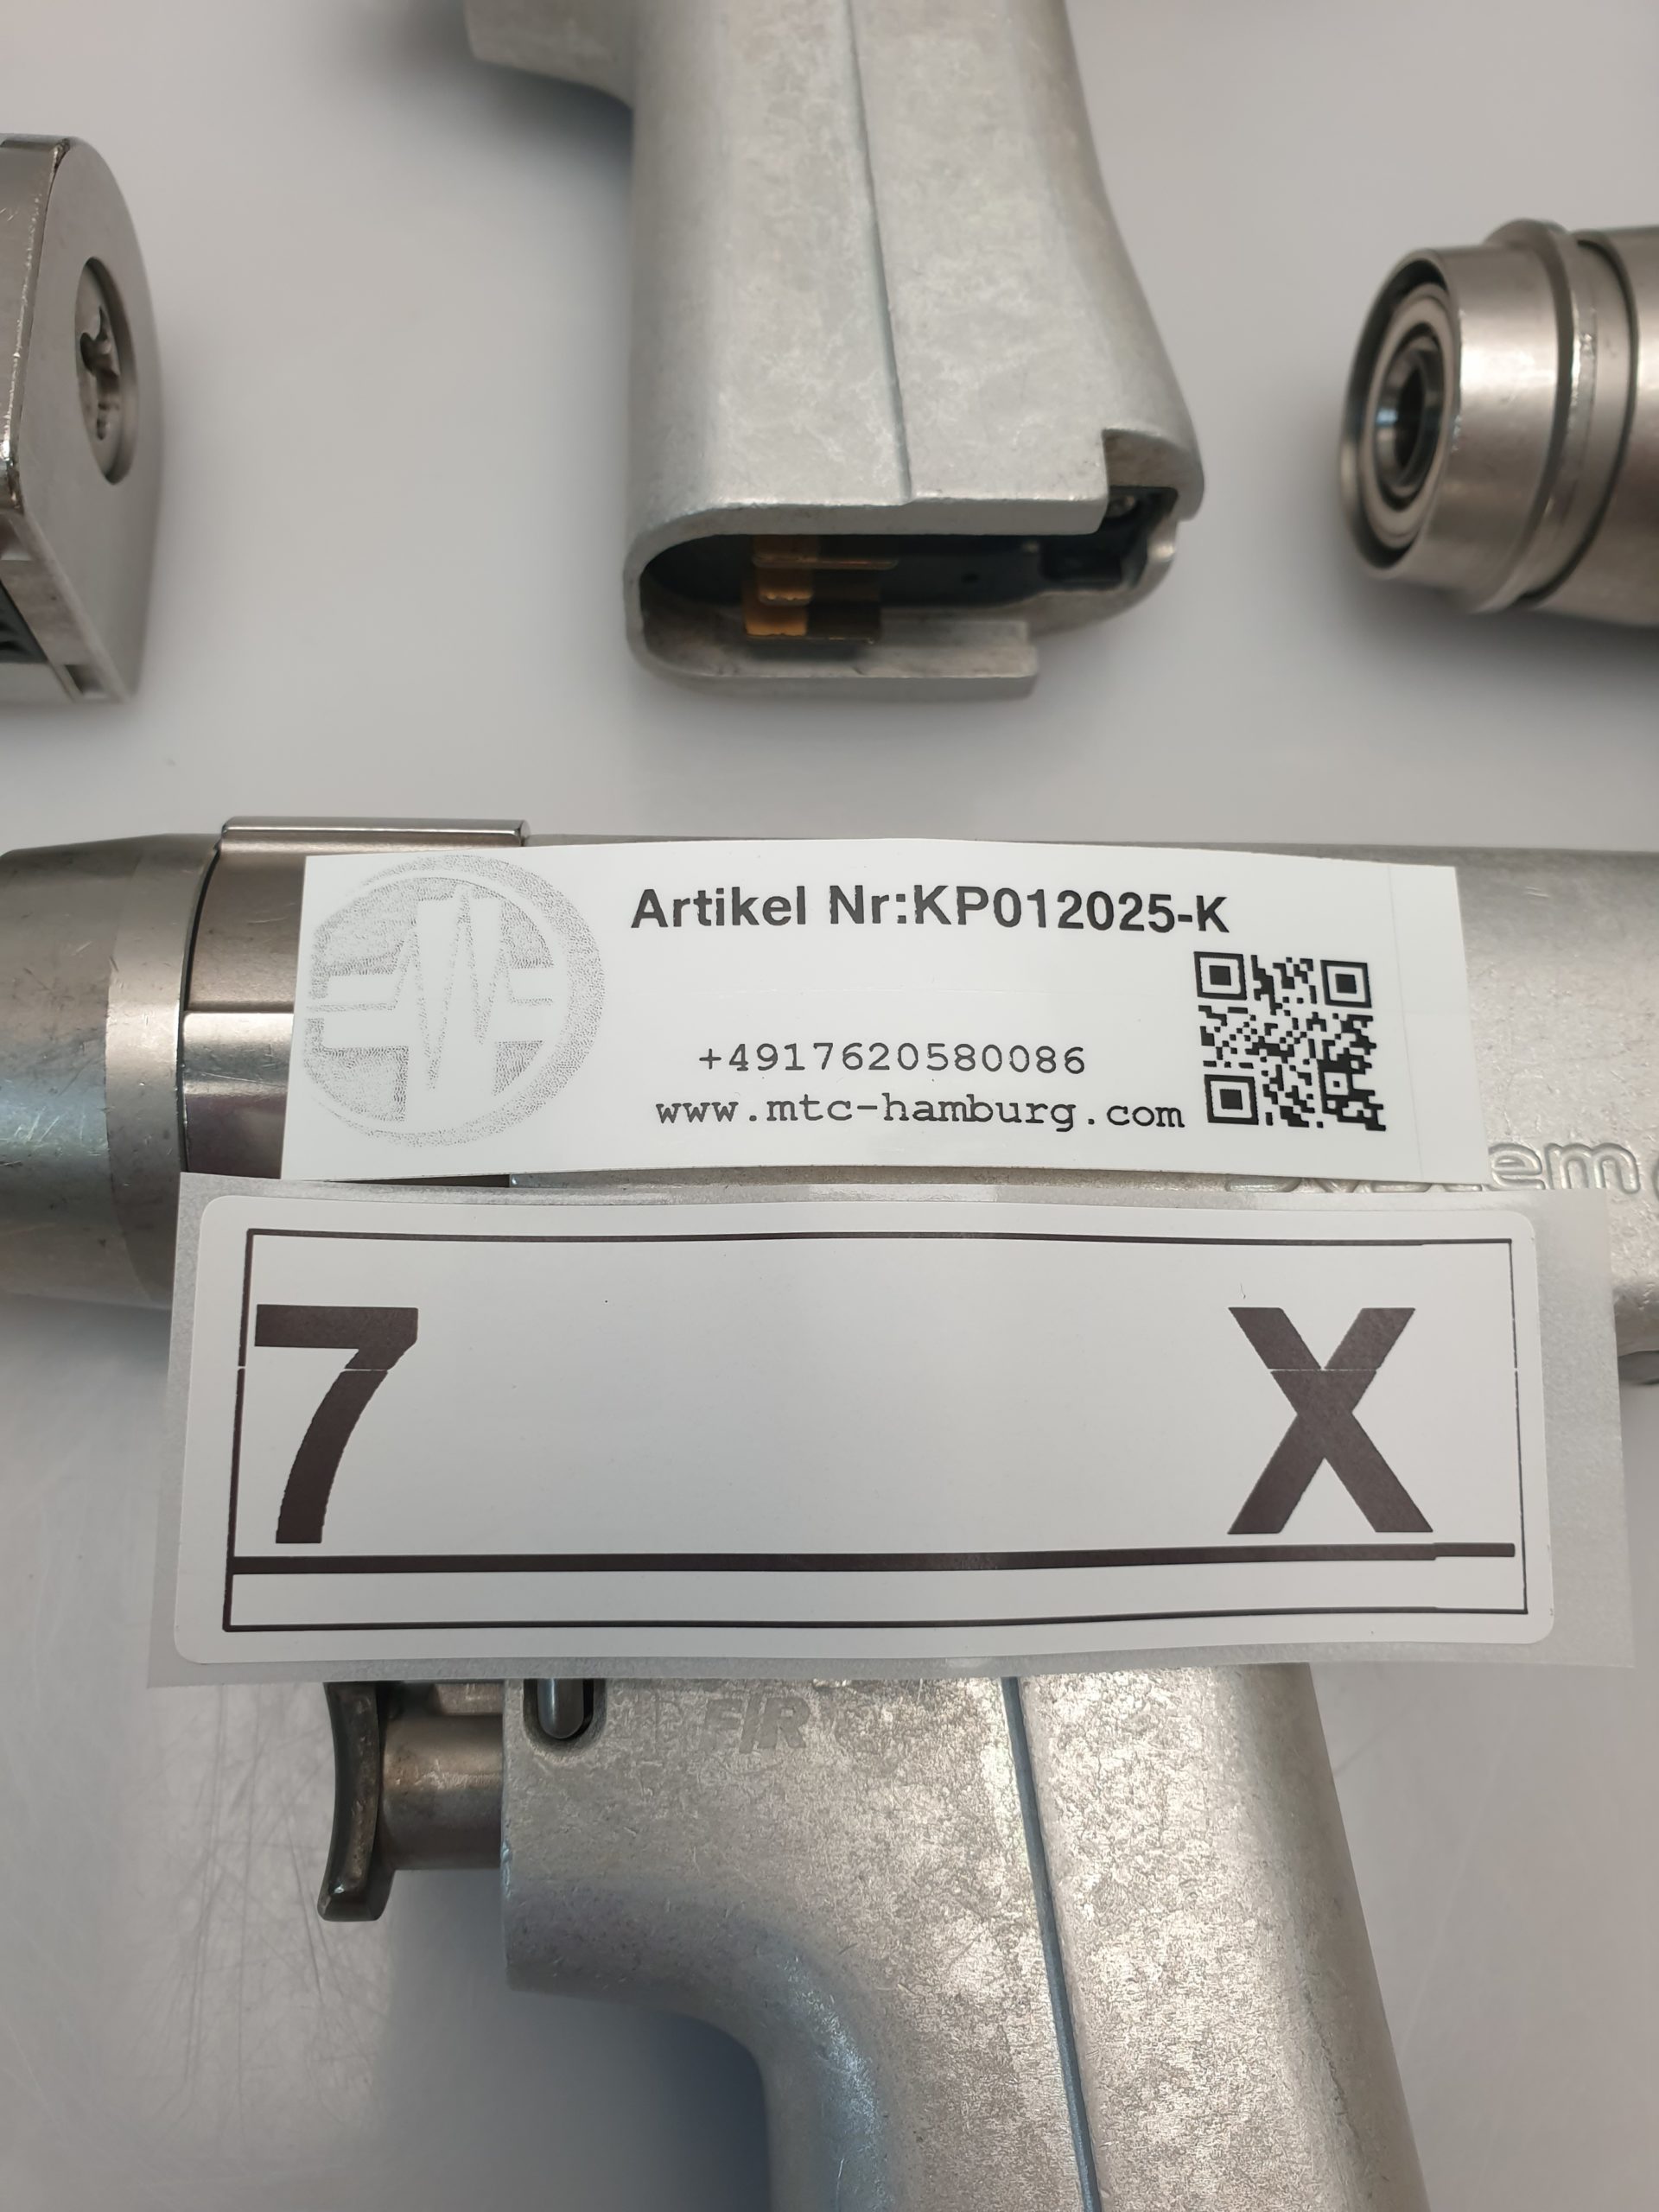 Artikel Nr:KP012025-K
+4917620580086
www.mtc-hamburg.com
7 X
F/R